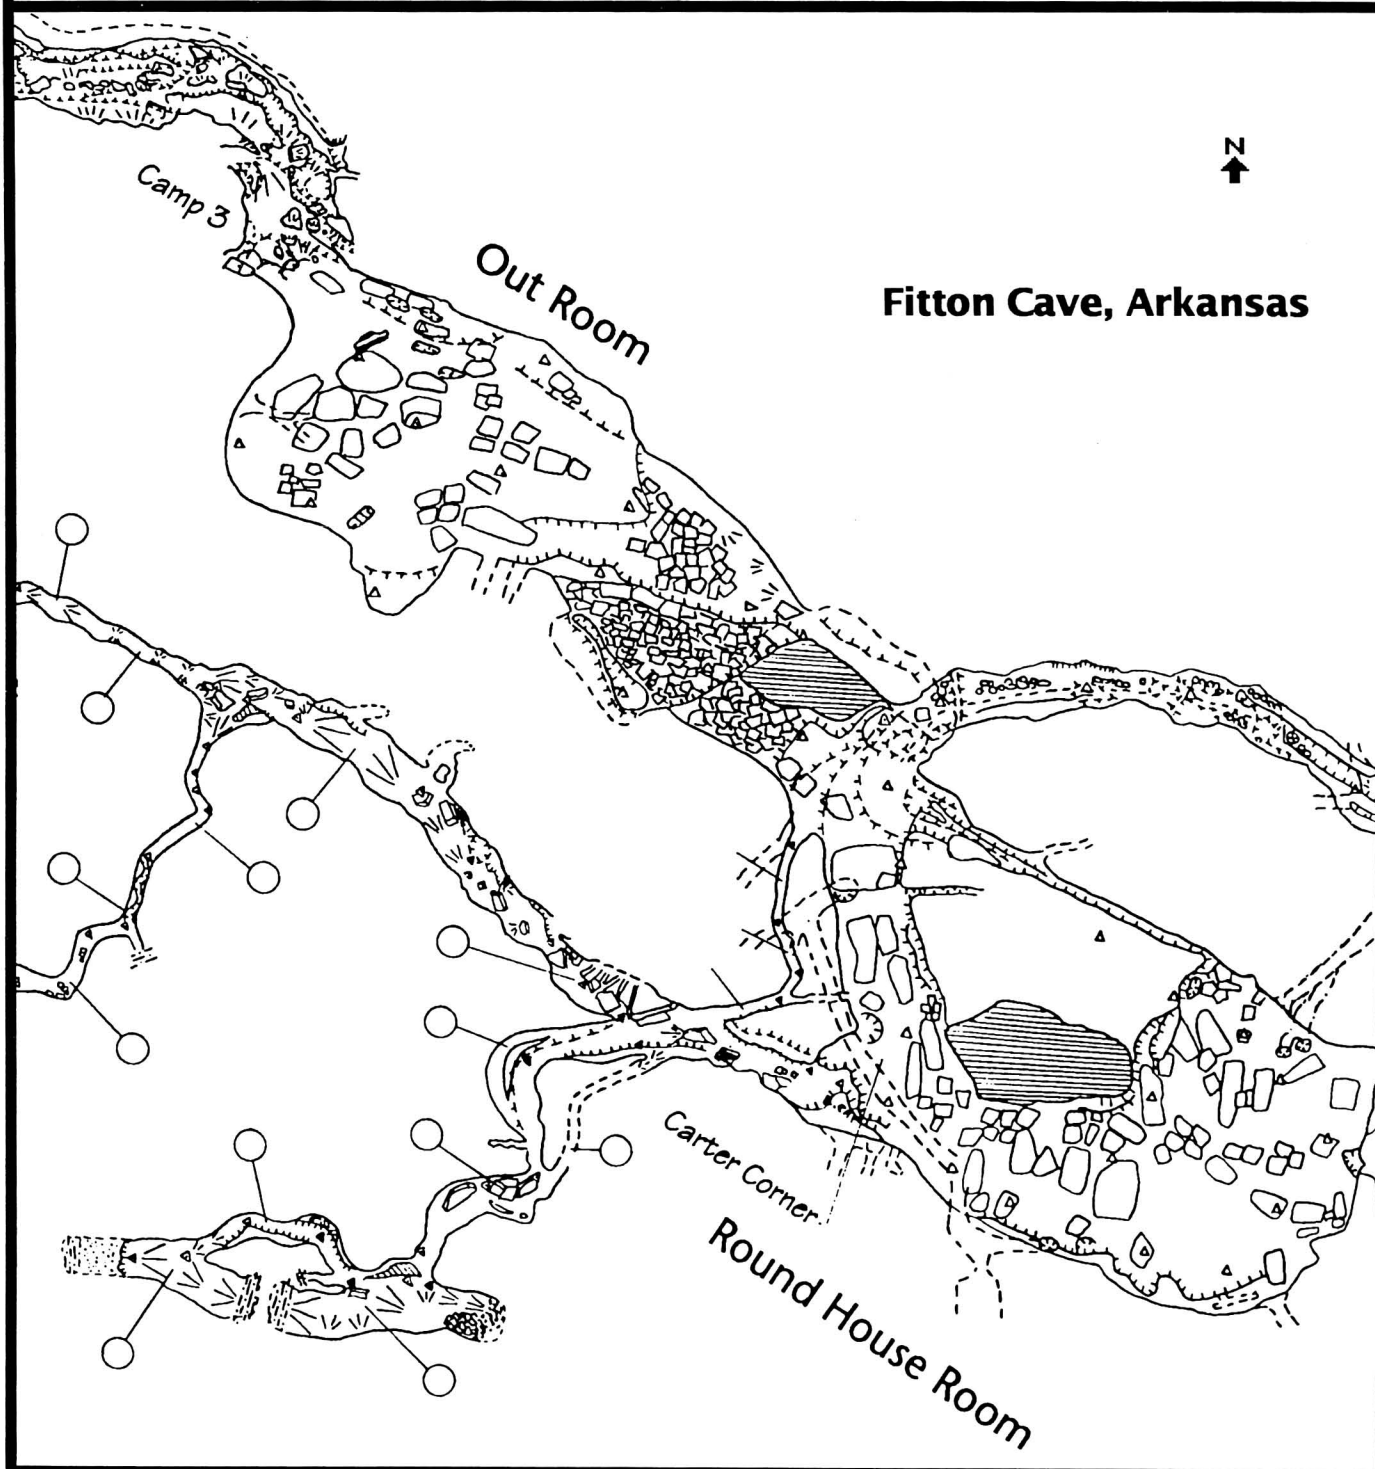 N
Camp 3
Out Room
Fitton Cave, Arkansas
Carter Corner
Round House Room